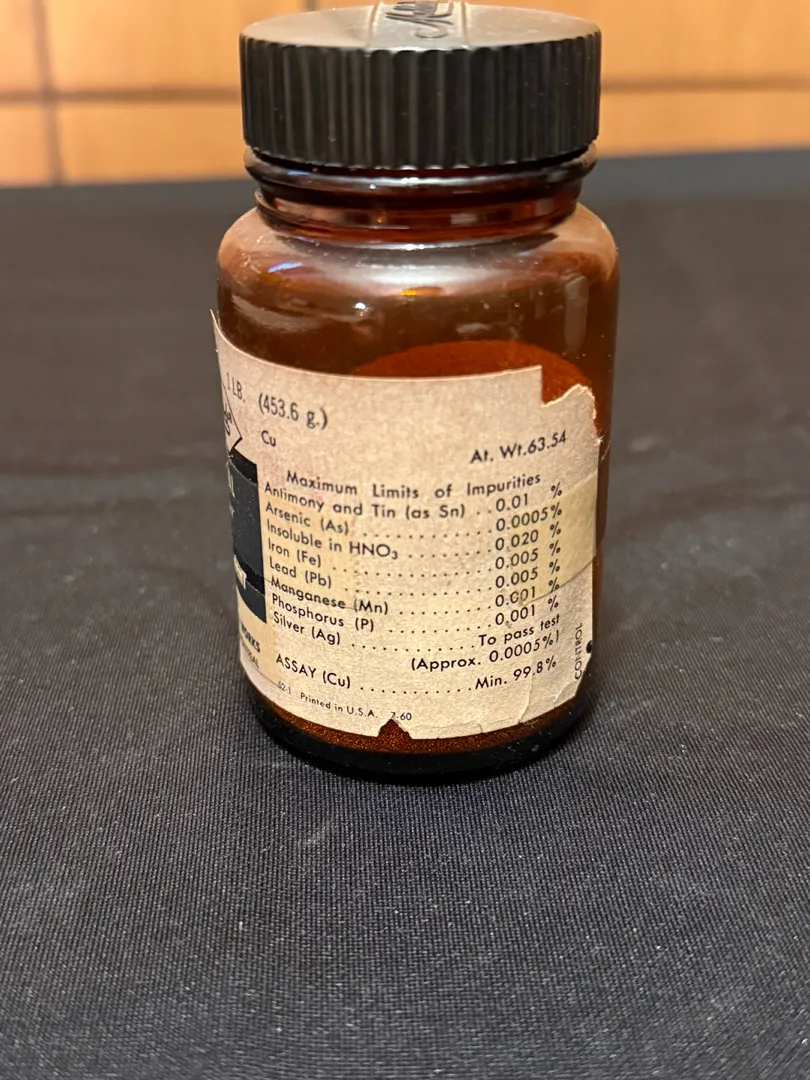 1 LB. (453.6 g.)
Cu At. Wt. 63.54
Maximum Limits of Impurities
Antimony and Tin (as Sn) . . 0.01 %
Arsenic (As) . . . . . . . . . . . . 0.0005%
Insoluble in HNO₃ . . . . . . . . 0.020 %
Iron (Fe) . . . . . . . . . . . . . . 0.005 %
Lead (Pb) . . . . . . . . . . . . . 0.005 %
Manganese (Mn) . . . . . . . . 0.001 %
Phosphorus (P) . . . . . . . . . 0.001 %
Silver (Ag) . . . . . . . . . . To pass test
(Approx. 0.0005%)
ASSAY (Cu) . . . . . . . . . . . Min. 99.8%
Printed in U.S.A. 7-60
CONTROL